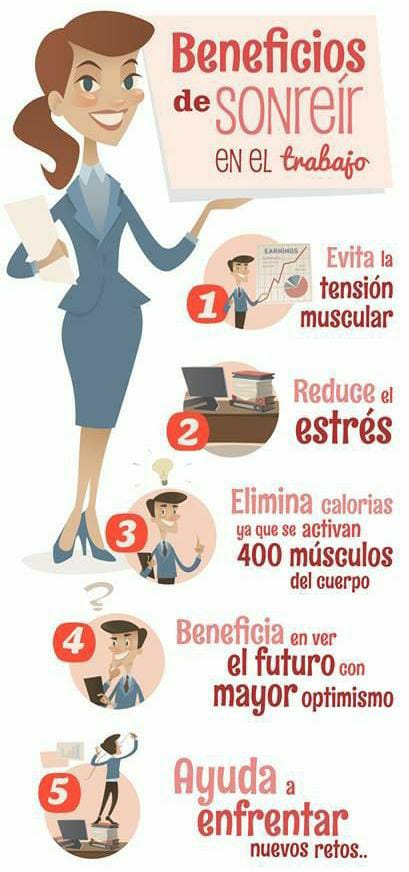 Beneficios
de SONreír
EN EL trabajo
EARNINGS
1
Evita la
tensión
muscular
2
Reduce el
estrés
3
Elimina calorias
ya que se activan
400 músculos
del cuerpo
?
4
Beneficia en ver
el futuro con
mayor optimismo
5
Ayuda a
enfrentar
nuevos retos..